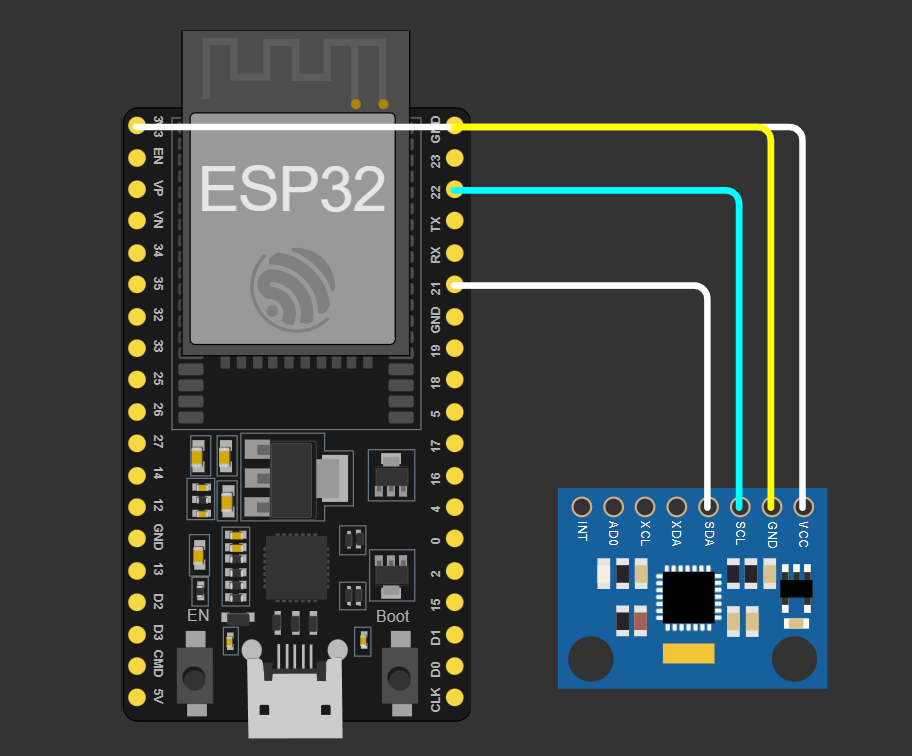 ESP32
3V3
EN
VP
VN
34
35
32
33
25
26
27
14
12
GND
13
D2
D3
CMD
5V
GND
23
22
TX
RX
21
GND
19
18
5
17
16
4
0
2
15
D1
D0
CLK
EN
Boot
INT
AD0
XCL
XDA
SDA
SCL
GND
VCC